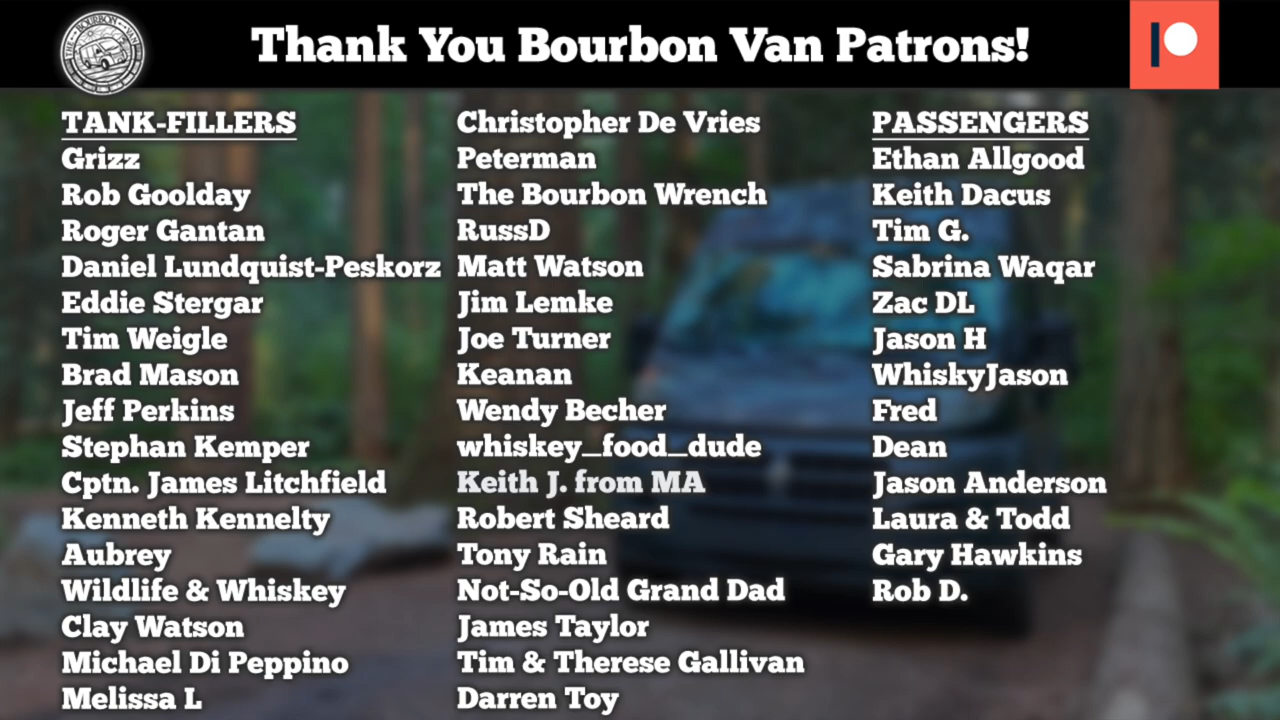 THE BOURBON VAN
Thank You Bourbon Van Patrons!
TANK-FILLERS
Grizz
Rob Goolday
Roger Gantan
Daniel Lundquist-Peskorz
Eddie Stergar
Tim Weigle
Brad Mason
Jeff Perkins
Stephan Kemper
Cptn. James Litchfield
Kenneth Kennelty
Aubrey
Wildlife & Whiskey
Clay Watson
Michael Di Peppino
Melissa L
Christopher De Vries
Peterman
The Bourbon Wrench
RussD
Matt Watson
Jim Lemke
Joe Turner
Keanan
Wendy Becher
whiskey_food_dude
Keith J. from MA
Robert Sheard
Tony Rain
Not-So-Old Grand Dad
James Taylor
Tim & Therese Gallivan
Darren Toy
PASSENGERS
Ethan Allgood
Keith Dacus
Tim G.
Sabrina Waqar
Zac DL
Jason H
WhiskyJason
Fred
Dean
Jason Anderson
Laura & Todd
Gary Hawkins
Rob D.